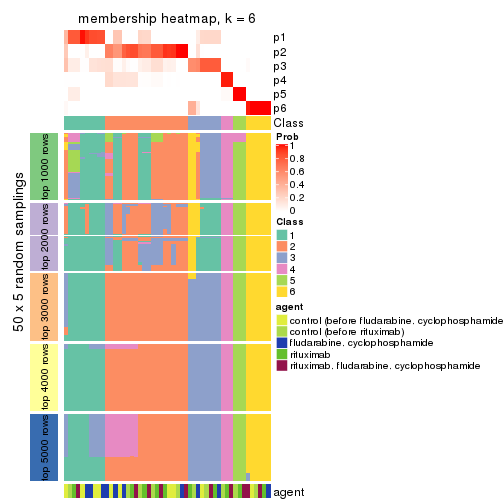 membership heatmap, k = 6
p1
p2
p3
p4
p5
p6
Class
50 x 5 random samplings
top 1000 rows
top 2000 rows
top 3000 rows
top 4000 rows
top 5000 rows
Prob
1
0.8
0.6
0.4
0.2
0
Class
1
2
3
4
5
6
agent
control (before fludarabine. cyclophosphamide
control (before rituximab)
fludarabine. cyclophosphamide
rituximab
rituximab. fludarabine. cyclophosphamide
agent